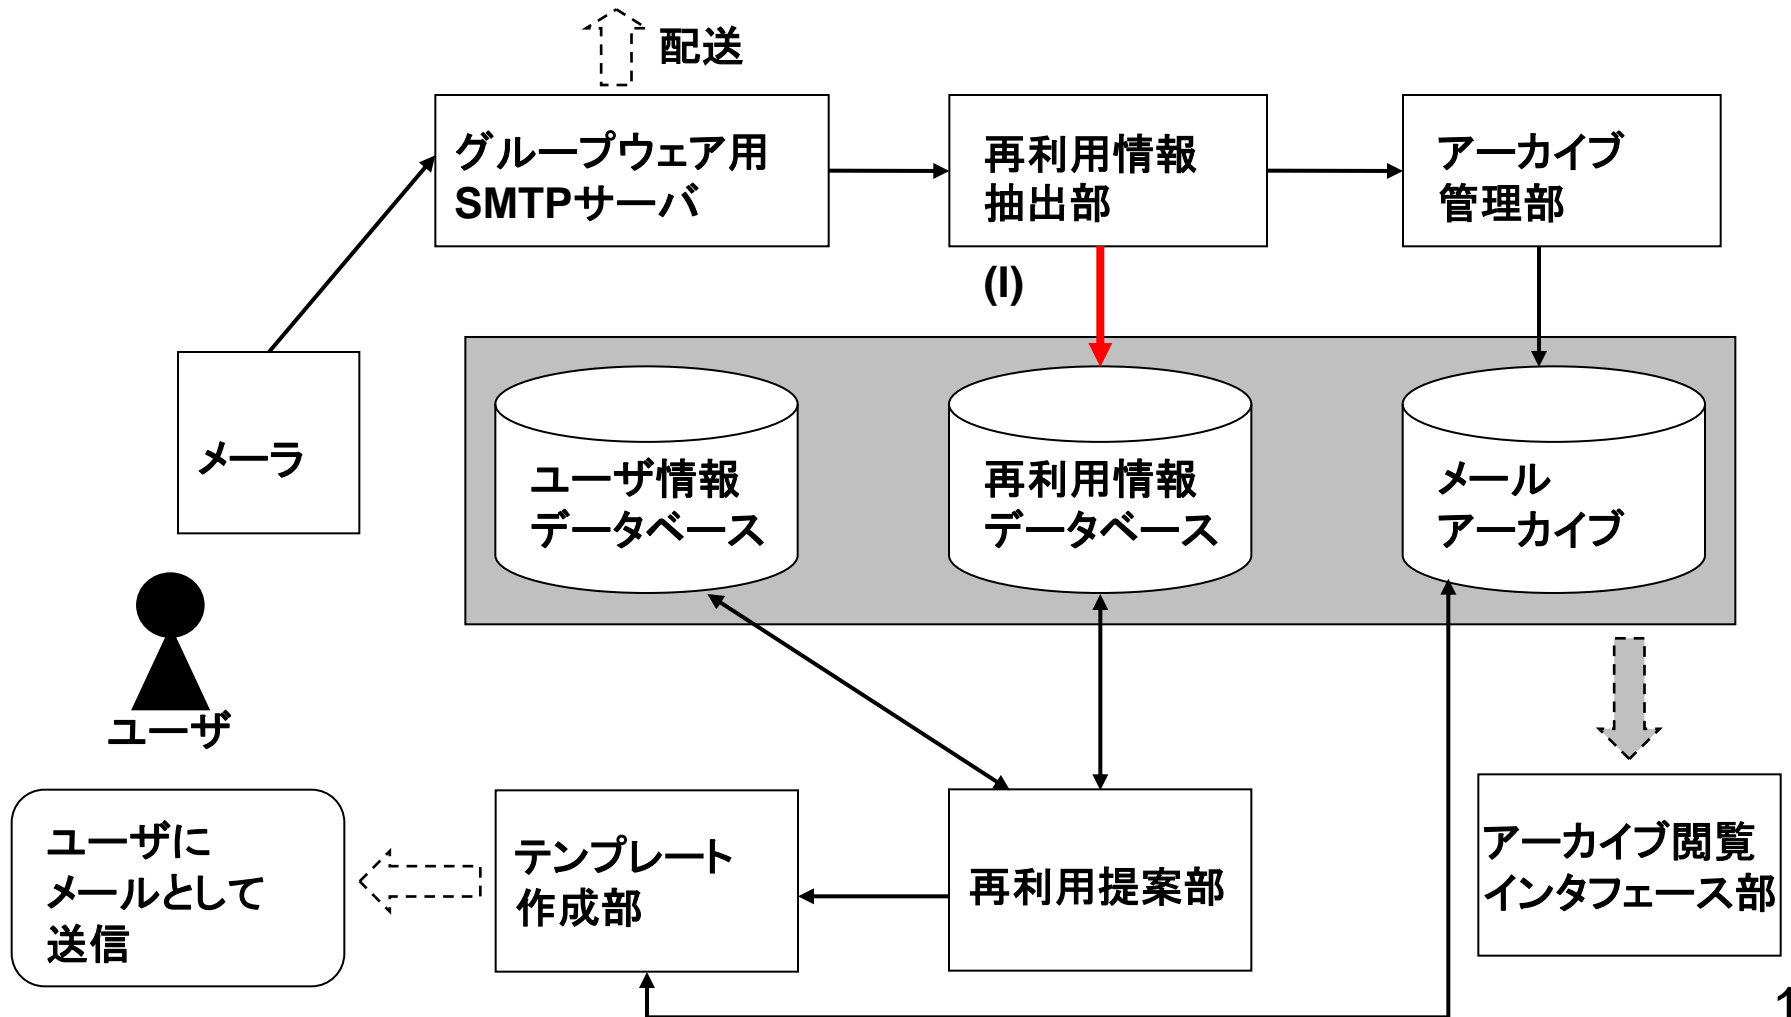 配送
グループウェア用
SMTPサーバ
再利用情報
抽出部
アーカイブ
管理部
(I)
メーラ
ユーザ情報
データベース
再利用情報
データベース
メール
アーカイブ
ユーザ
ユーザに
メールとして
送信
テンプレート
作成部
再利用提案部
アーカイブ閲覧
インタフェース部
1